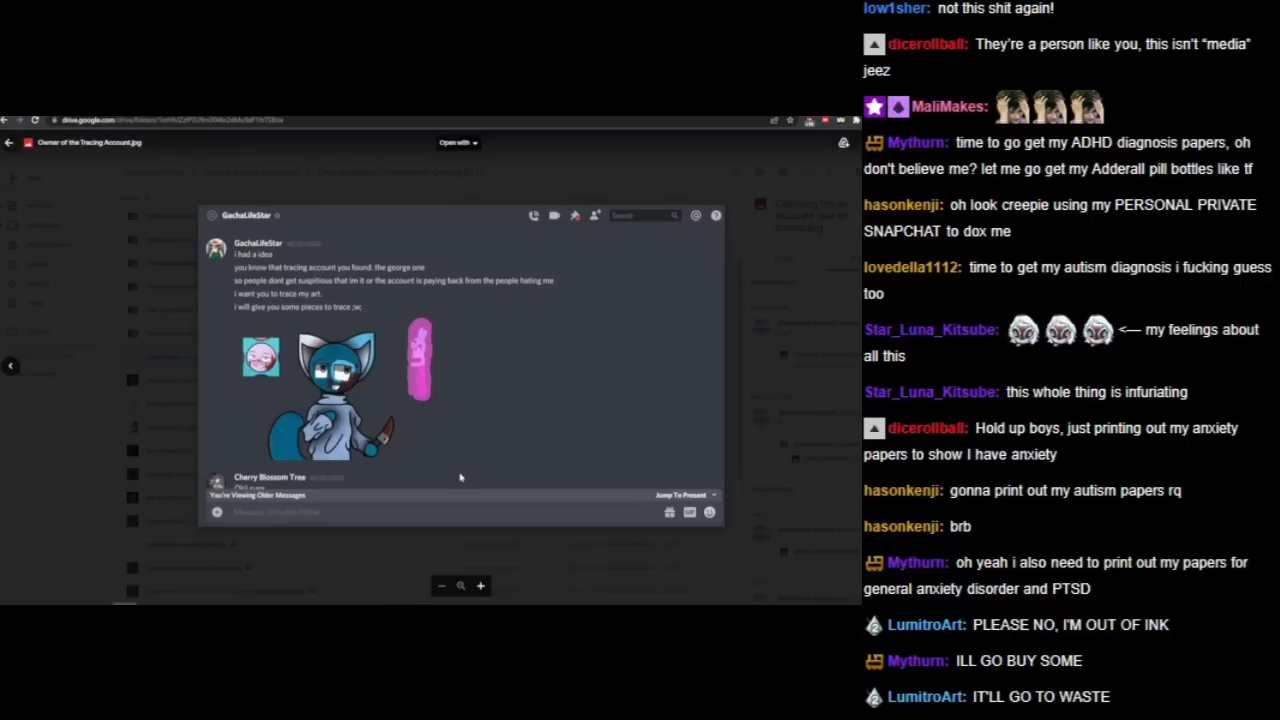 drive.google.com
Owner of the Tracing Account.jpg
Open with
GachaLifeStar
Search
GachaLifeStar
i had a idea
you know that tracing account you found. the george one
so people dont get suspitious that im it or the account is paying back from the people hating me
i want you to trace my art.
i will give you some pieces to trace ;w;
Cherry Blossom Tree
You're Viewing Older Messages
Jump To Present
low1sher: not this shit again!
dicerollball: They're a person like you, this isn't “media”
jeez
MaliMakes:
Mythurn: time to go get my ADHD diagnosis papers, oh
don't believe me? let me go get my Adderall pill bottles like tf
hasonkenji: oh look creepie using my PERSONAL PRIVATE
SNAPCHAT to dox me
lovedella1112: time to get my autism diagnosis i fucking guess
too
Star_Luna_Kitsube: <— my feelings about
all this
Star_Luna_Kitsube: this whole thing is infuriating
dicerollball: Hold up boys, just printing out my anxiety
papers to show I have anxiety
hasonkenji: gonna print out my autism papers rq
hasonkenji: brb
Mythurn: oh yeah i also need to print out my papers for
general anxiety disorder and PTSD
LumitroArt: PLEASE NO, I'M OUT OF INK
Mythurn: ILL GO BUY SOME
LumitroArt: IT'LL GO TO WASTE